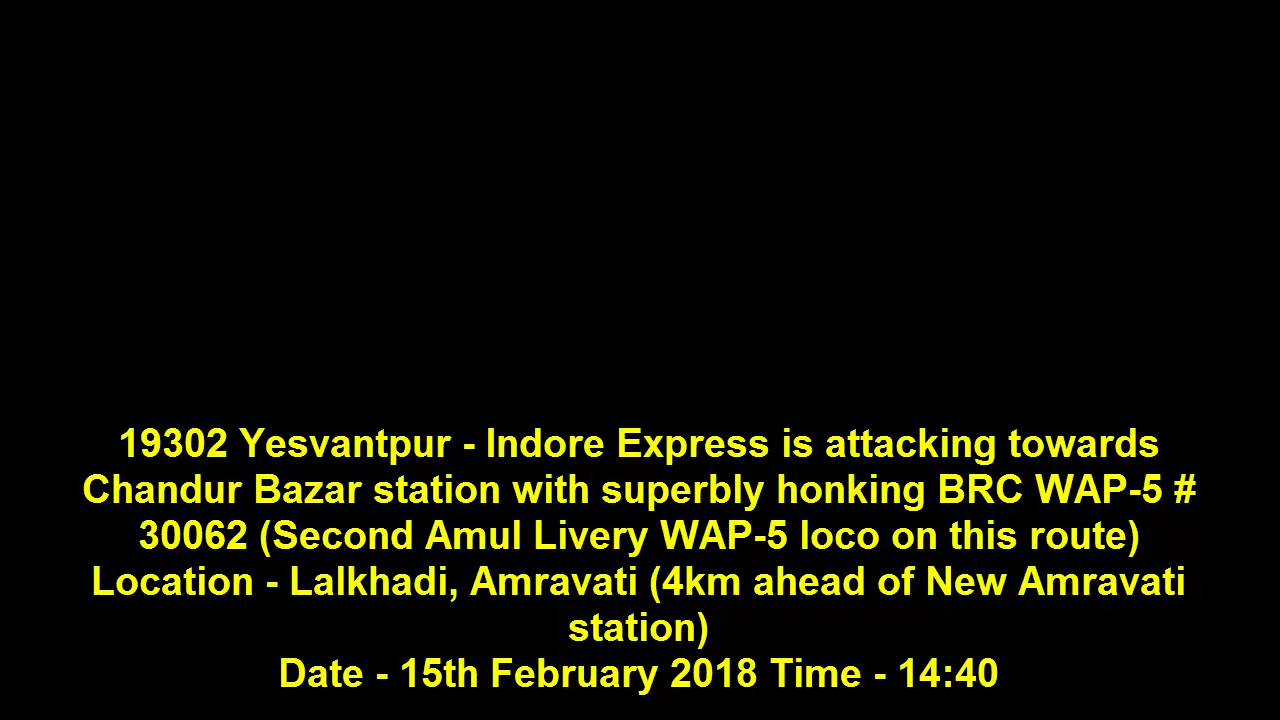 19302 Yesvantpur - Indore Express is attacking towards
Chandur Bazar station with superbly honking BRC WAP-5 #
30062 (Second Amul Livery WAP-5 loco on this route)
Location - Lalkhadi, Amravati (4km ahead of New Amravati
station)
Date - 15th February 2018 Time - 14:40